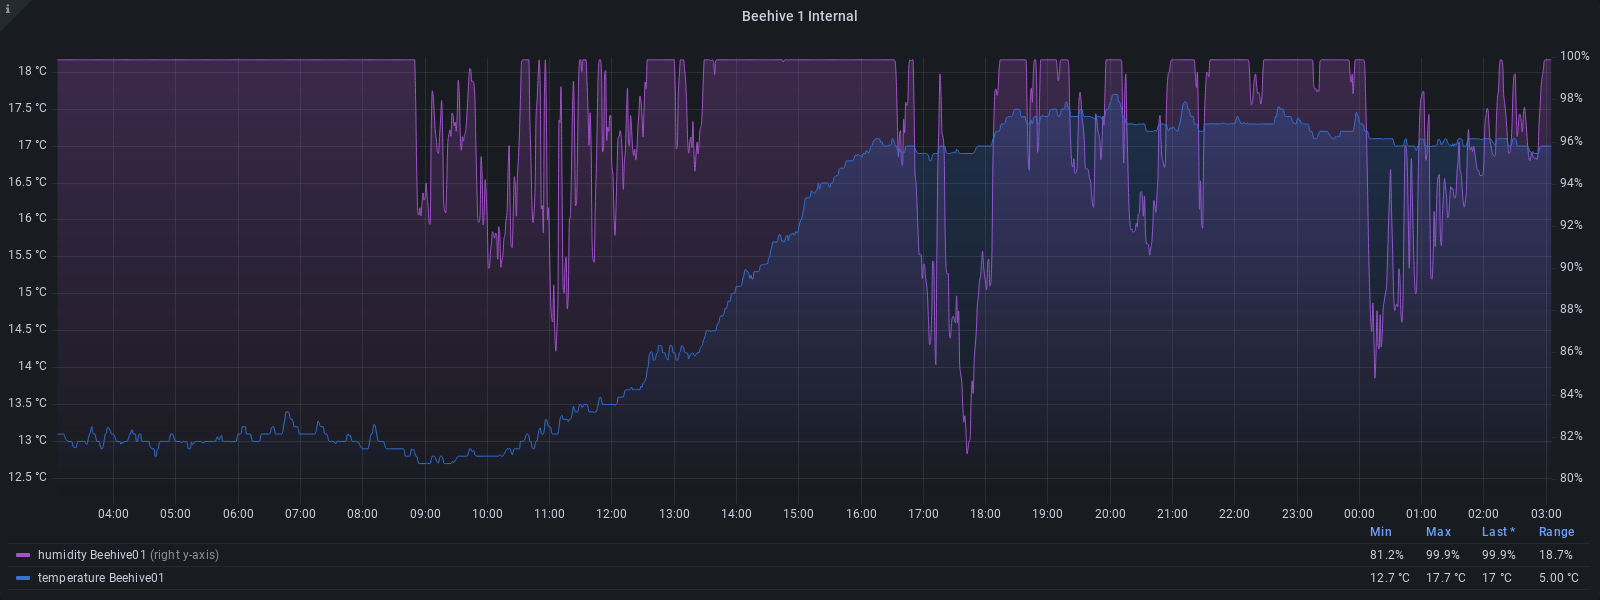 i
Beehive 1 Internal
18 °C
17.5 °C
17 °C
16.5 °C
16 °C
15.5 °C
15 °C
14.5 °C
14 °C
13.5 °C
13 °C
12.5 °C
100%
98%
96%
94%
92%
90%
88%
86%
84%
82%
80%
04:00 05:00 06:00 07:00 08:00 09:00 10:00 11:00 12:00 13:00 14:00 15:00 16:00 17:00 18:00 19:00 20:00 21:00 22:00 23:00 00:00 01:00 02:00 03:00
Min Max Last * Range
humidity Beehive01 (right y-axis) 81.2% 99.9% 99.9% 18.7%
temperature Beehive01 12.7 °C 17.7 °C 17 °C 5.00 °C